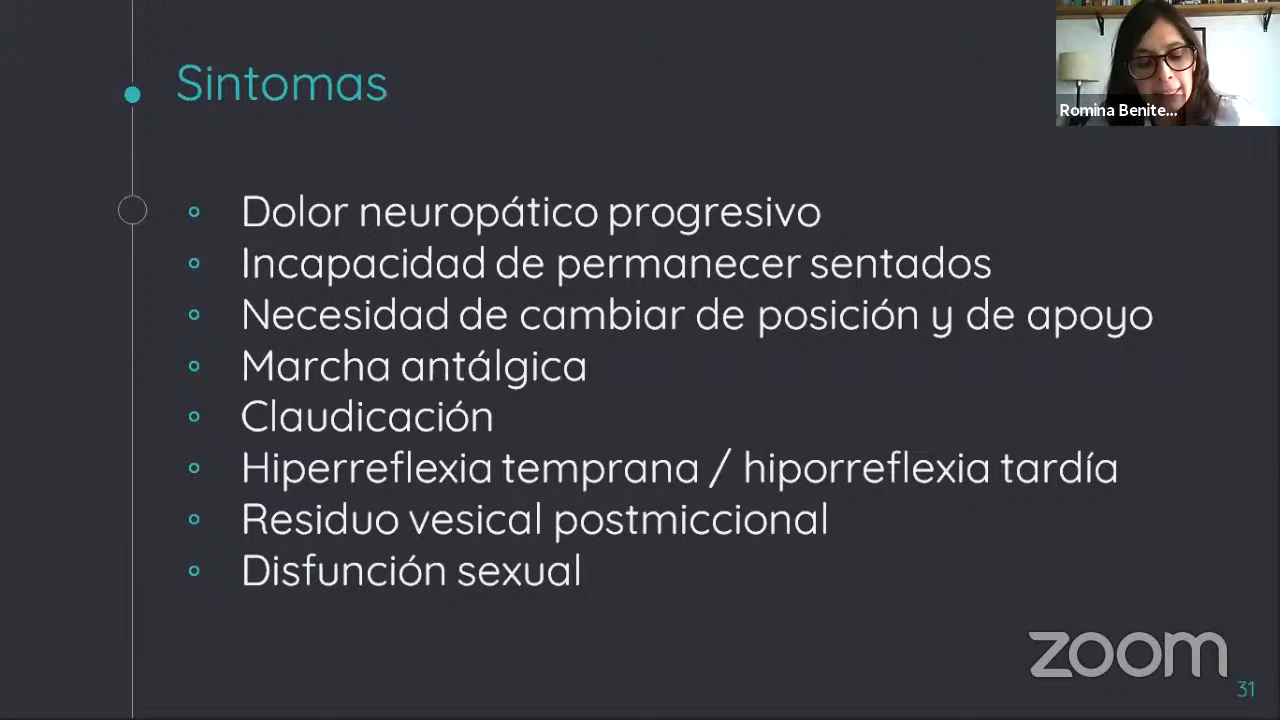 Sintomas
Romina Benite...
Dolor neuropático progresivo
Incapacidad de permanecer sentados
Necesidad de cambiar de posición y de apoyo
Marcha antálgica
Claudicación
Hiperreflexia temprana / hiporreflexia tardía
Residuo vesical postmiccional
Disfunción sexual
zoom
31